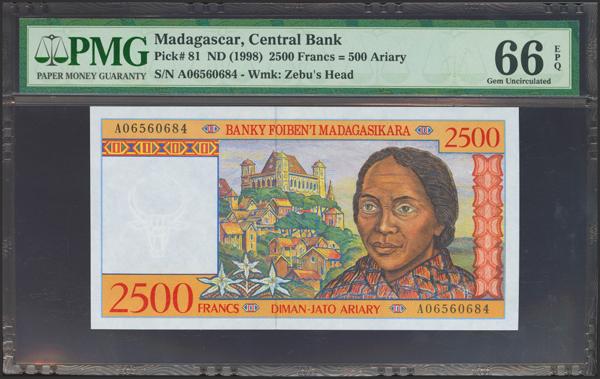 PMG
PAPER MONEY GUARANTY
Madagascar, Central Bank
Pick# 81 ND (1998) 2500 Francs = 500 Ariary
S/N A06560684 - Wmk: Zebu's Head
66 EPQ
Gem Uncirculated
A06560684 BANKY FOIBEN'I MADAGASIKARA 2500
2500 FRANCS DIMAN-JATO ARIARY A06560684
2500